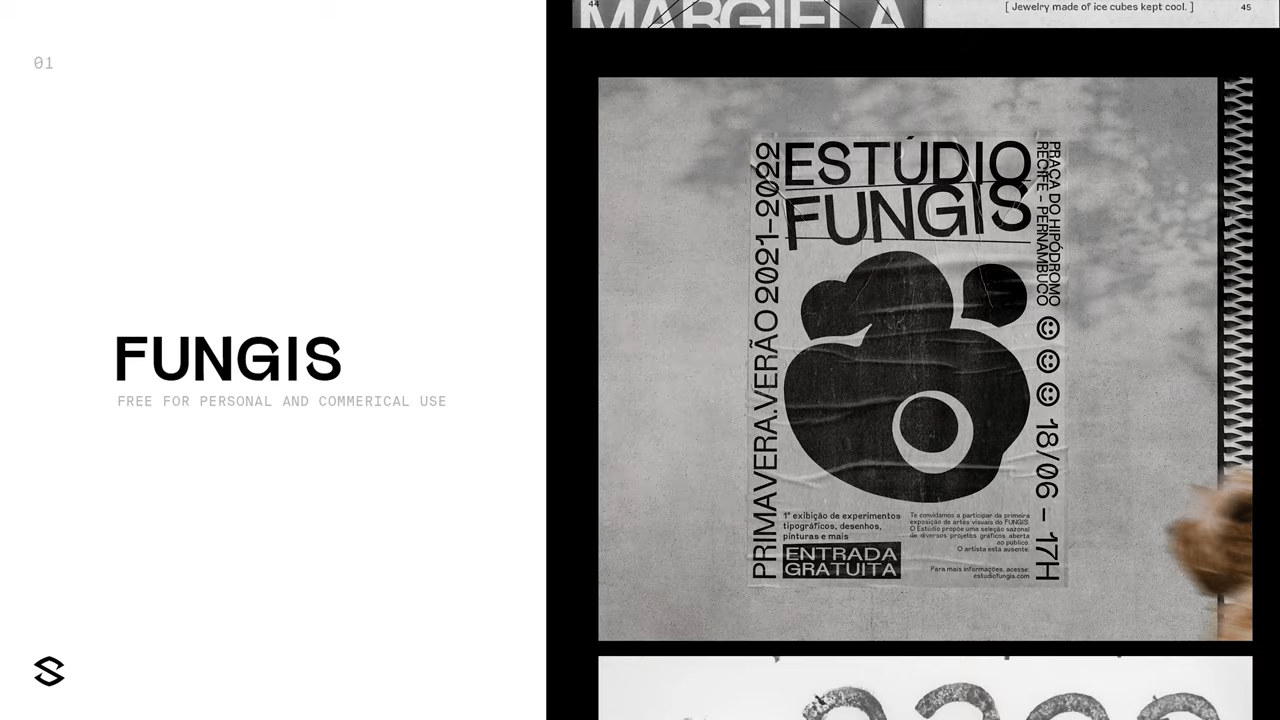 01
FUNGIS
FREE FOR PERSONAL AND COMMERICAL USE
44
MARGIELA
[ Jewelry made of ice cubes kept cool. ]
45
PRIMAVERA.VERÃO 2021-2022
ESTÚDIO
FUNGIS
PRAÇA DO HIPÓDROMO
RECIFE - PERNAMBUCO
18/06 - 17H
1ª exibição de experimentos
tipográficos, desenhos,
pinturas e mais
ENTRADA
GRATUITA
Te convidamos a participar da primeira
exposição de artes visuais do FUNGIS.
O Estúdio propõe uma seleção sazonal
de diversos projetos gráficos, aberta
ao público.
O artista está ausente.
Para mais informações, acesse:
estudiofungis.com